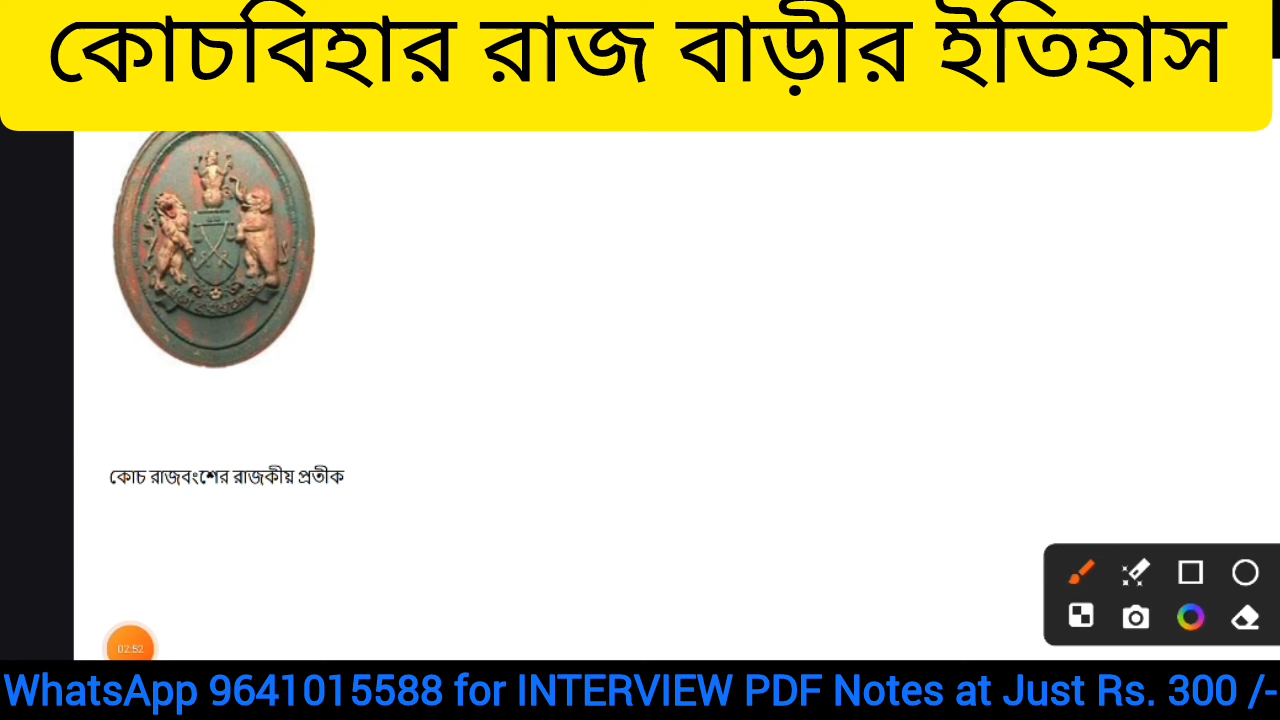 কোচবিহার রাজ বাড়ীর ইতিহাস
কোচ রাজবংশের রাজকীয় প্রতীক
02:52
WhatsApp 9641015588 for INTERVIEW PDF Notes at Just Rs. 300 /-